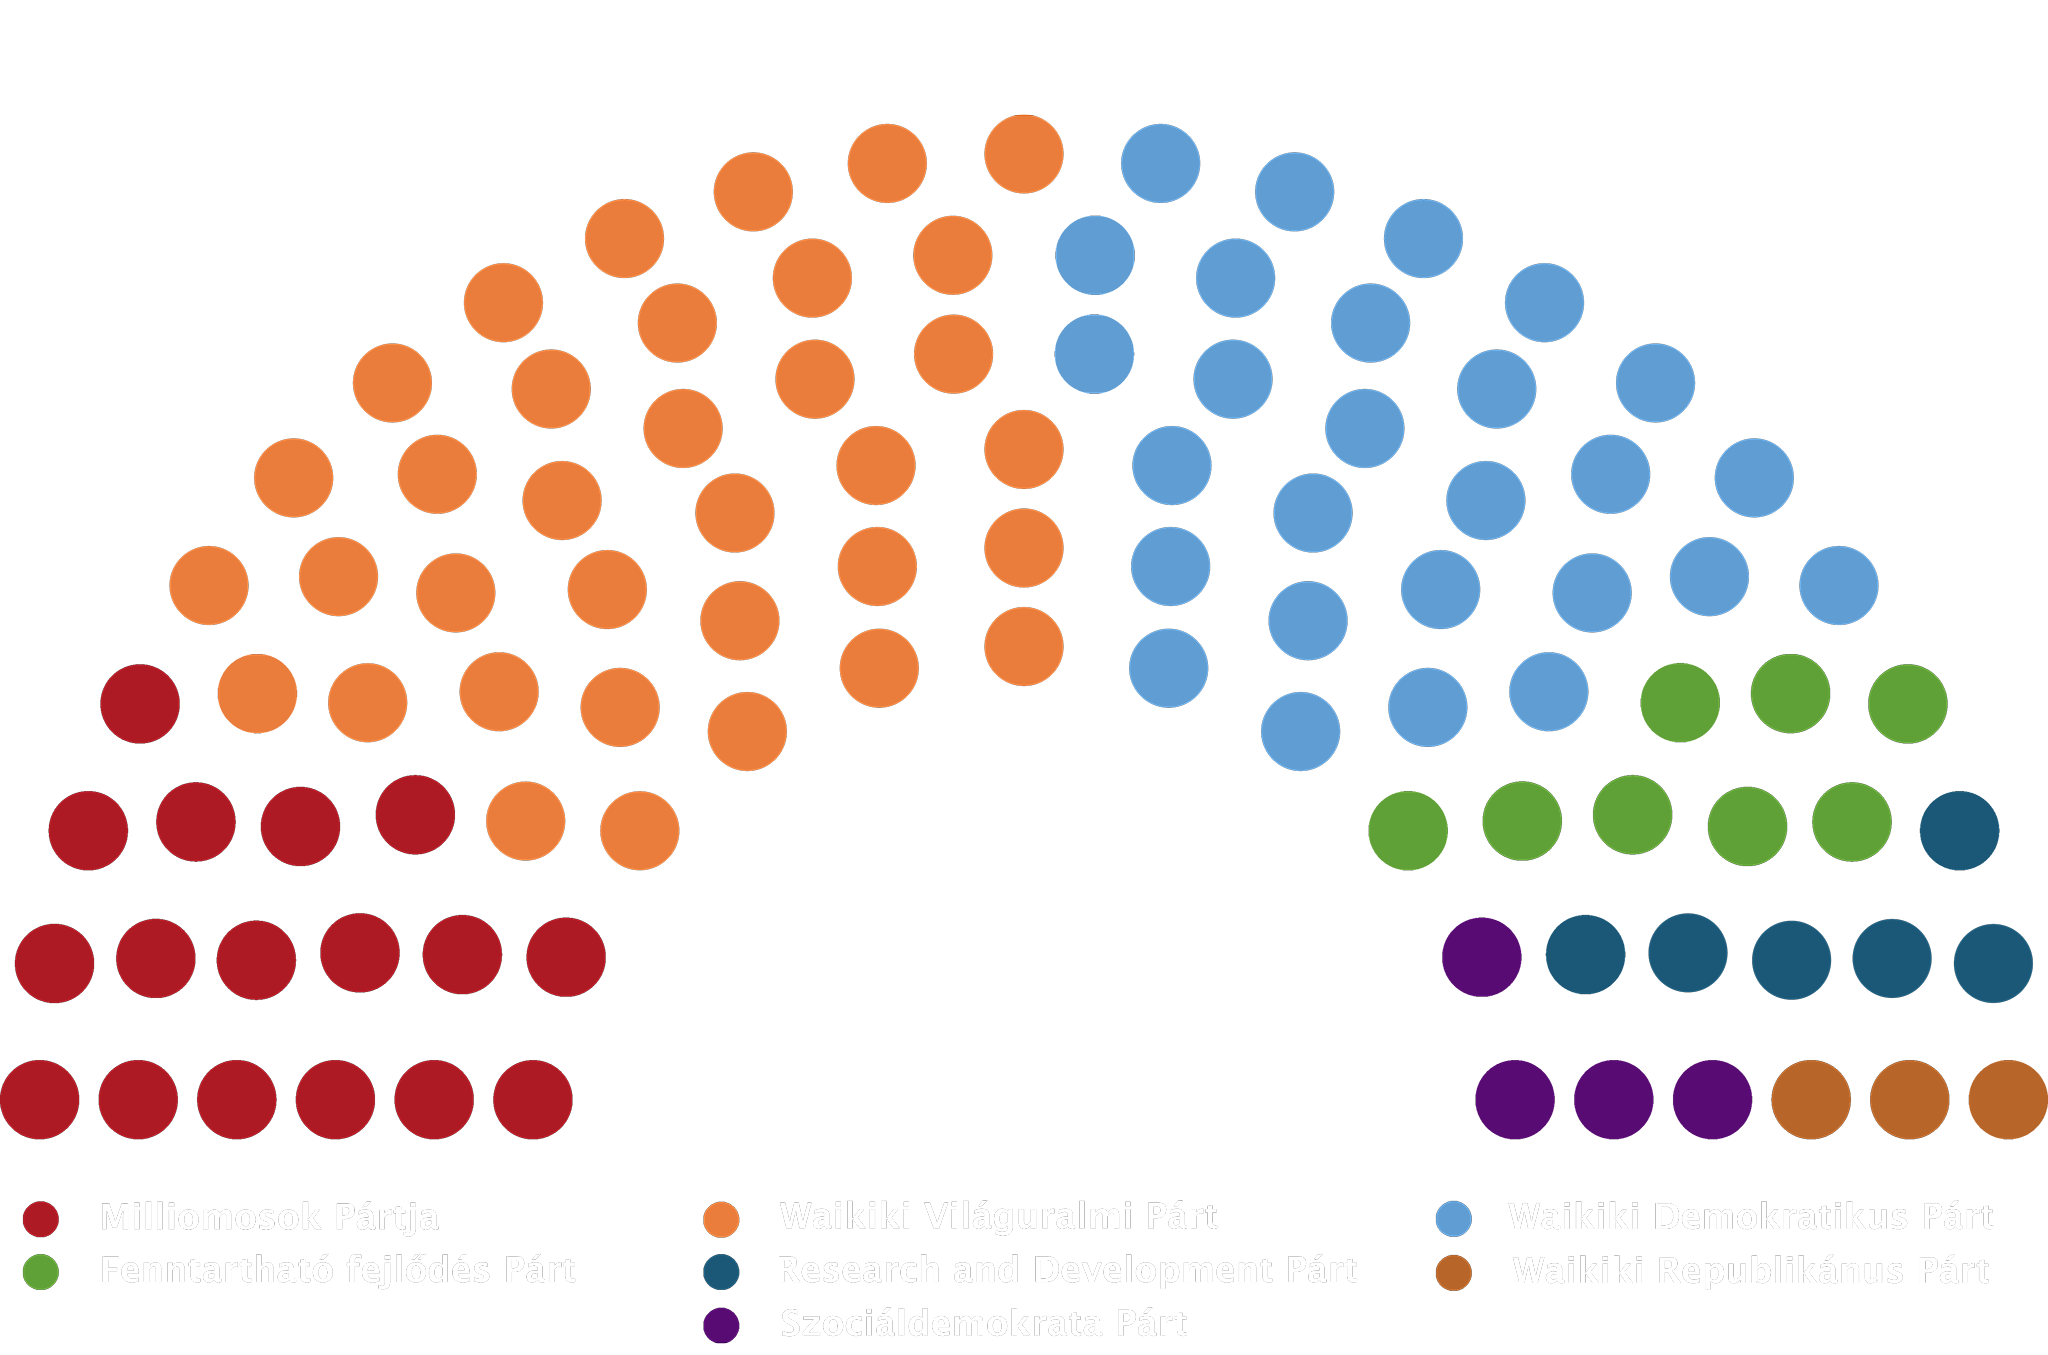 Milliomosok Pártja
Waikiki Világuralmi Párt
Waikiki Demokratikus Párt
Fenntartható fejlődés Párt
Research and Development Párt
Waikiki Republikánus Párt
Szociáldemokrata Párt